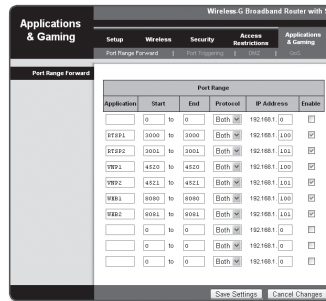 Wireless-G Broadband Router with S
Applications
& Gaming
Setup Wireless Security Access Restrictions Applications & Gaming
Port Range Forward | Port Triggering | DMZ | QoS
Port Range Forward
Port Range
Application Start End Protocol IP Address Enable
0 to 0 Both 192.168.1. 0
RTSP1 3000 to 3000 Both 192.168.1. 100
RTSP2 3001 to 3001 Both 192.168.1. 101
VNP1 4520 to 4520 Both 192.168.1. 100
VNP2 4521 to 4521 Both 192.168.1. 101
WEB1 8080 to 8080 Both 192.168.1. 100
WEB2 8081 to 8081 Both 192.168.1. 101
0 to 0 Both 192.168.1. 0
0 to 0 Both 192.168.1. 0
0 to 0 Both 192.168.1. 0
Save Settings Cancel Changes